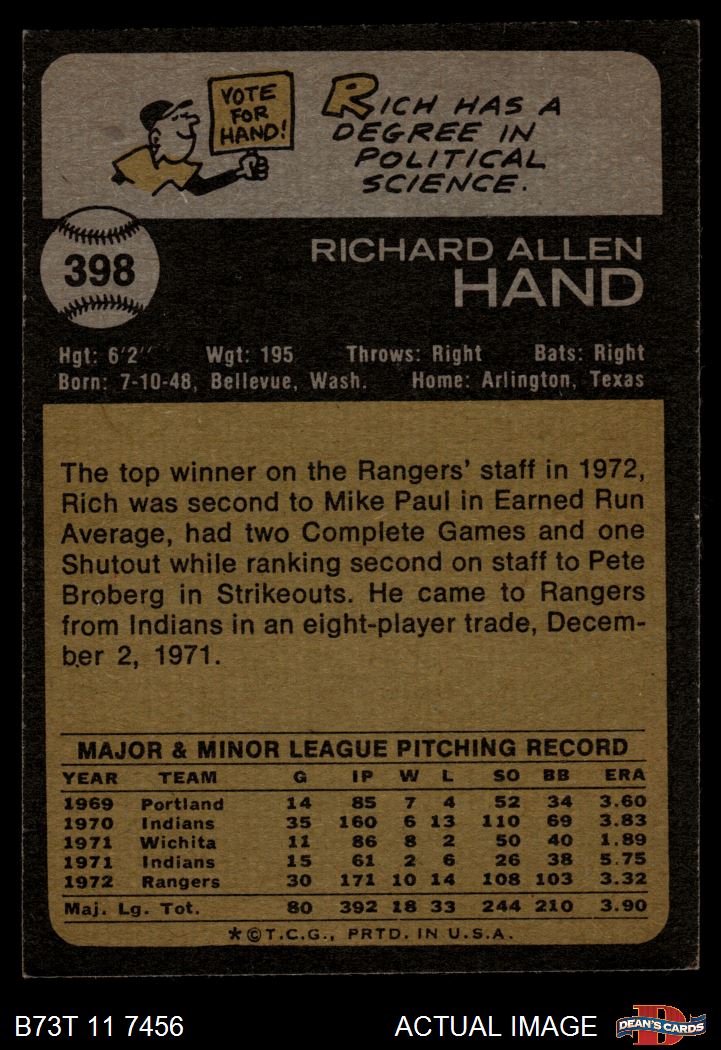 VOTE
FOR
HAND!
RICH HAS A
DEGREE IN
POLITICAL
SCIENCE.
398
RICHARD ALLEN
HAND
Hgt: 6'2" Wgt: 195 Throws: Right Bats: Right
Born: 7-10-48, Bellevue, Wash. Home: Arlington, Texas
The top winner on the Rangers' staff in 1972,
Rich was second to Mike Paul in Earned Run
Average, had two Complete Games and one
Shutout while ranking second on staff to Pete
Broberg in Strikeouts. He came to Rangers
from Indians in an eight-player trade, Decem-
ber 2, 1971.
MAJOR & MINOR LEAGUE PITCHING RECORD
YEAR TEAM G IP W L SO BB ERA
1969 Portland 14 85 7 4 52 34 3.60
1970 Indians 35 160 6 13 110 69 3.83
1971 Wichita 11 86 8 2 50 40 1.89
1971 Indians 15 61 2 6 26 38 5.75
1972 Rangers 30 171 10 14 108 103 3.32
Maj. Lg. Tot. 80 392 18 33 244 210 3.90
*©T.C.G., PRTD. IN U.S.A.
B73T 11 7456 ACTUAL IMAGE D DEAN'S CARDS